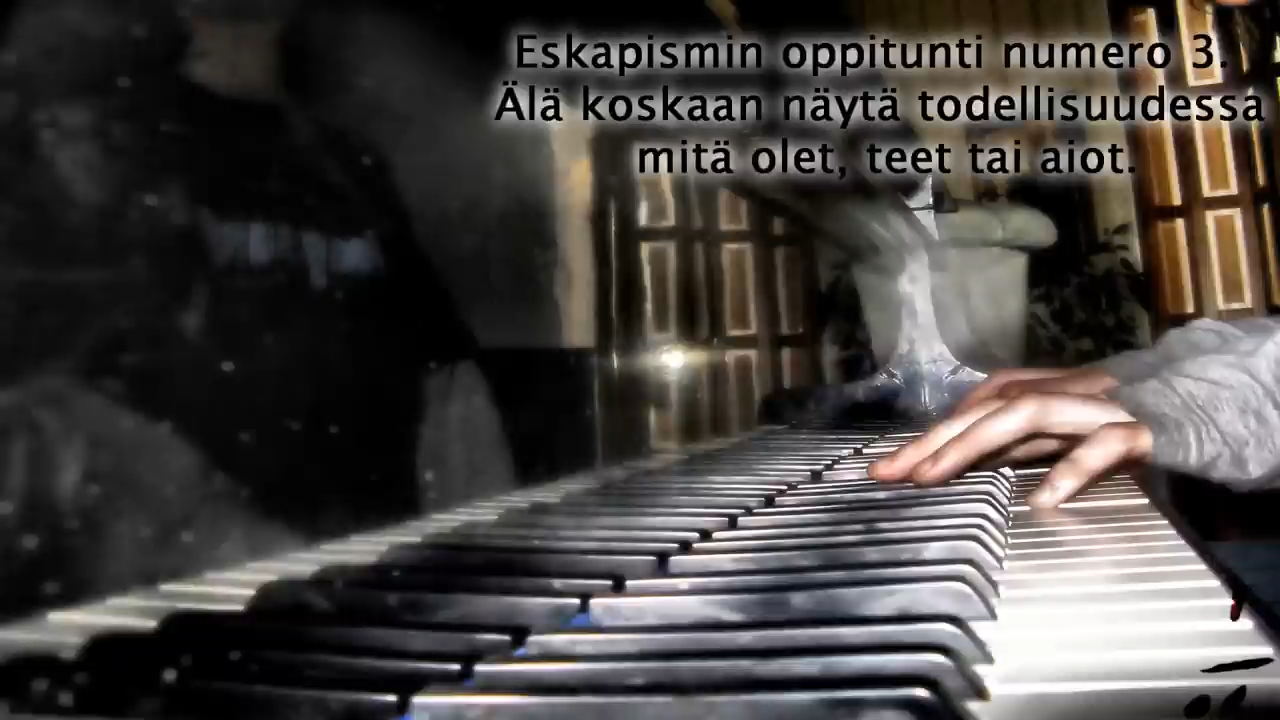 Eskapismin oppitunti numero 3.
Älä koskaan näytä todellisuudessa
mitä olet, teet tai aiot.